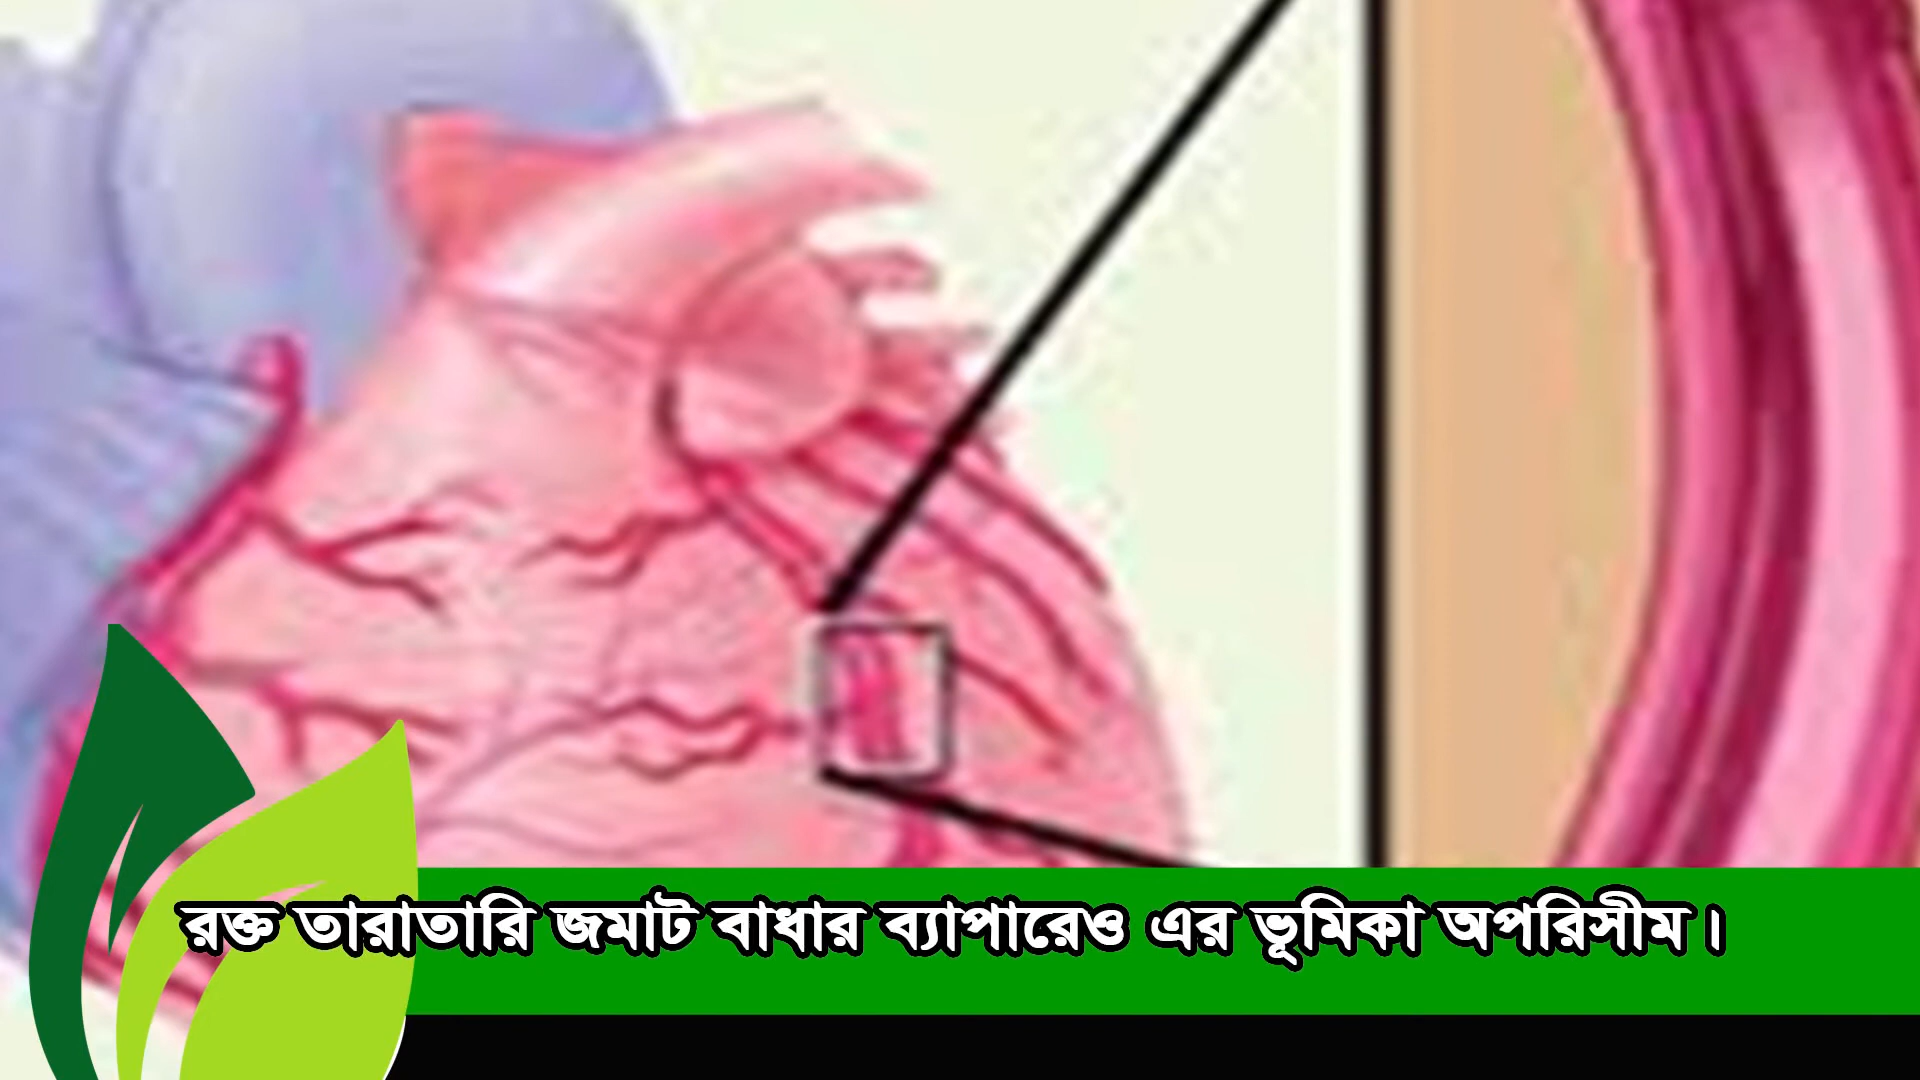 রক্ত তারাতারি জমাট বাধার ব্যাপারেও এর ভূমিকা অপরিসীম।